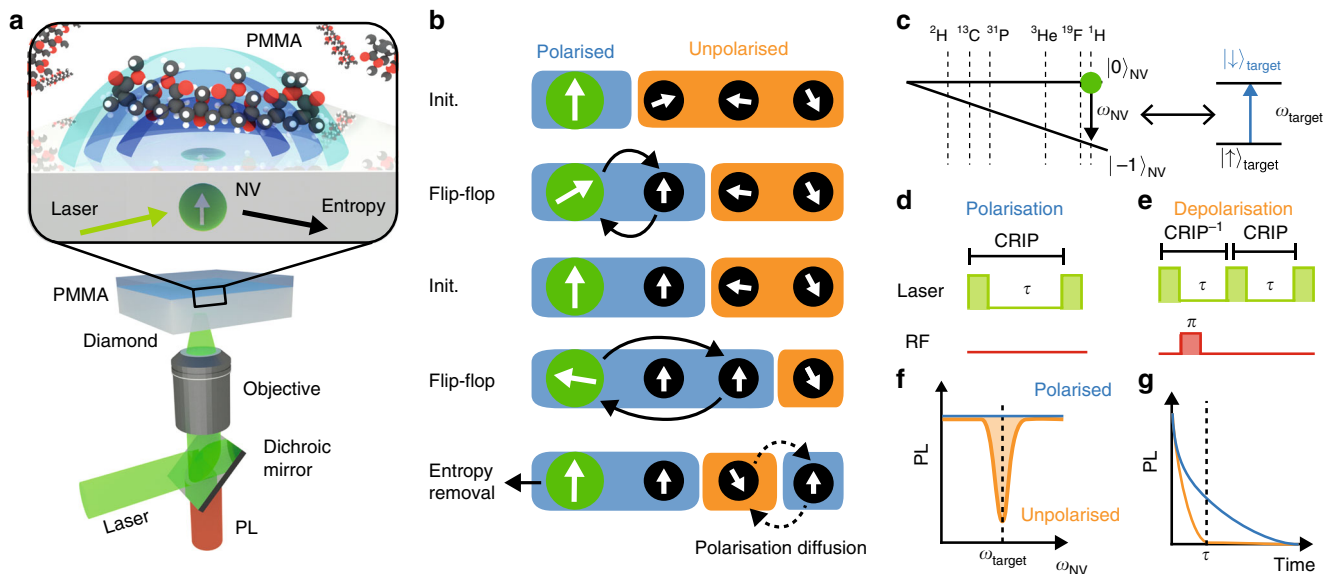 a
PMMA
NV
Laser
Entropy
PMMA
Diamond
Objective
Dichroic
mirror
Laser
PL
b
Polarised
Unpolarised
Init.
Flip-flop
Init.
Flip-flop
Entropy
removal
Polarisation diffusion
c
²H ¹³C ³¹P ³He ¹⁹F ¹H
|0⟩NV
ωNV
|−1⟩NV
|↓⟩target
ωtarget
|↑⟩target
d
Polarisation
CRIP
Laser
τ
RF
e
Depolarisation
CRIP⁻¹ CRIP
τ τ
π
f
Polarised
PL
Unpolarised
ωtarget
ωNV
g
PL
τ
Time